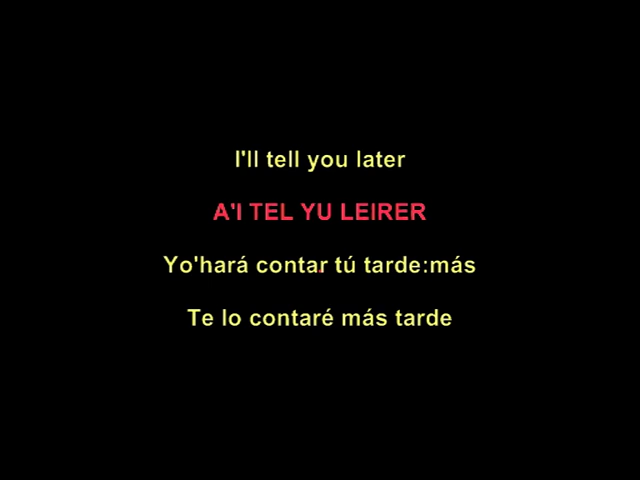 I'll tell you later
A'I TEL YU LEIRER
Yo'hará contar tú tarde:más
Te lo contaré más tarde